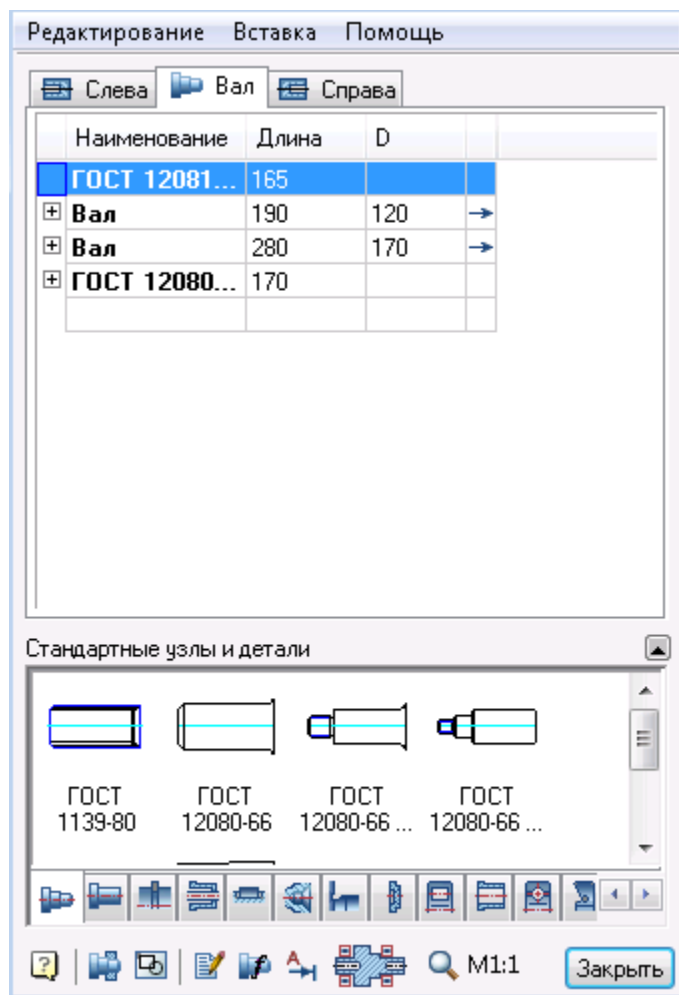 Редактирование Вставка Помощь
Слева Вал Справа
Наименование Длина D
ГОСТ 12081... 165
Вал 190 120
Вал 280 170
ГОСТ 12080... 170
Стандартные узлы и детали
ГОСТ 1139-80
ГОСТ 12080-66
ГОСТ 12080-66 ...
ГОСТ 12080-66 ...
М1:1 Закрыть